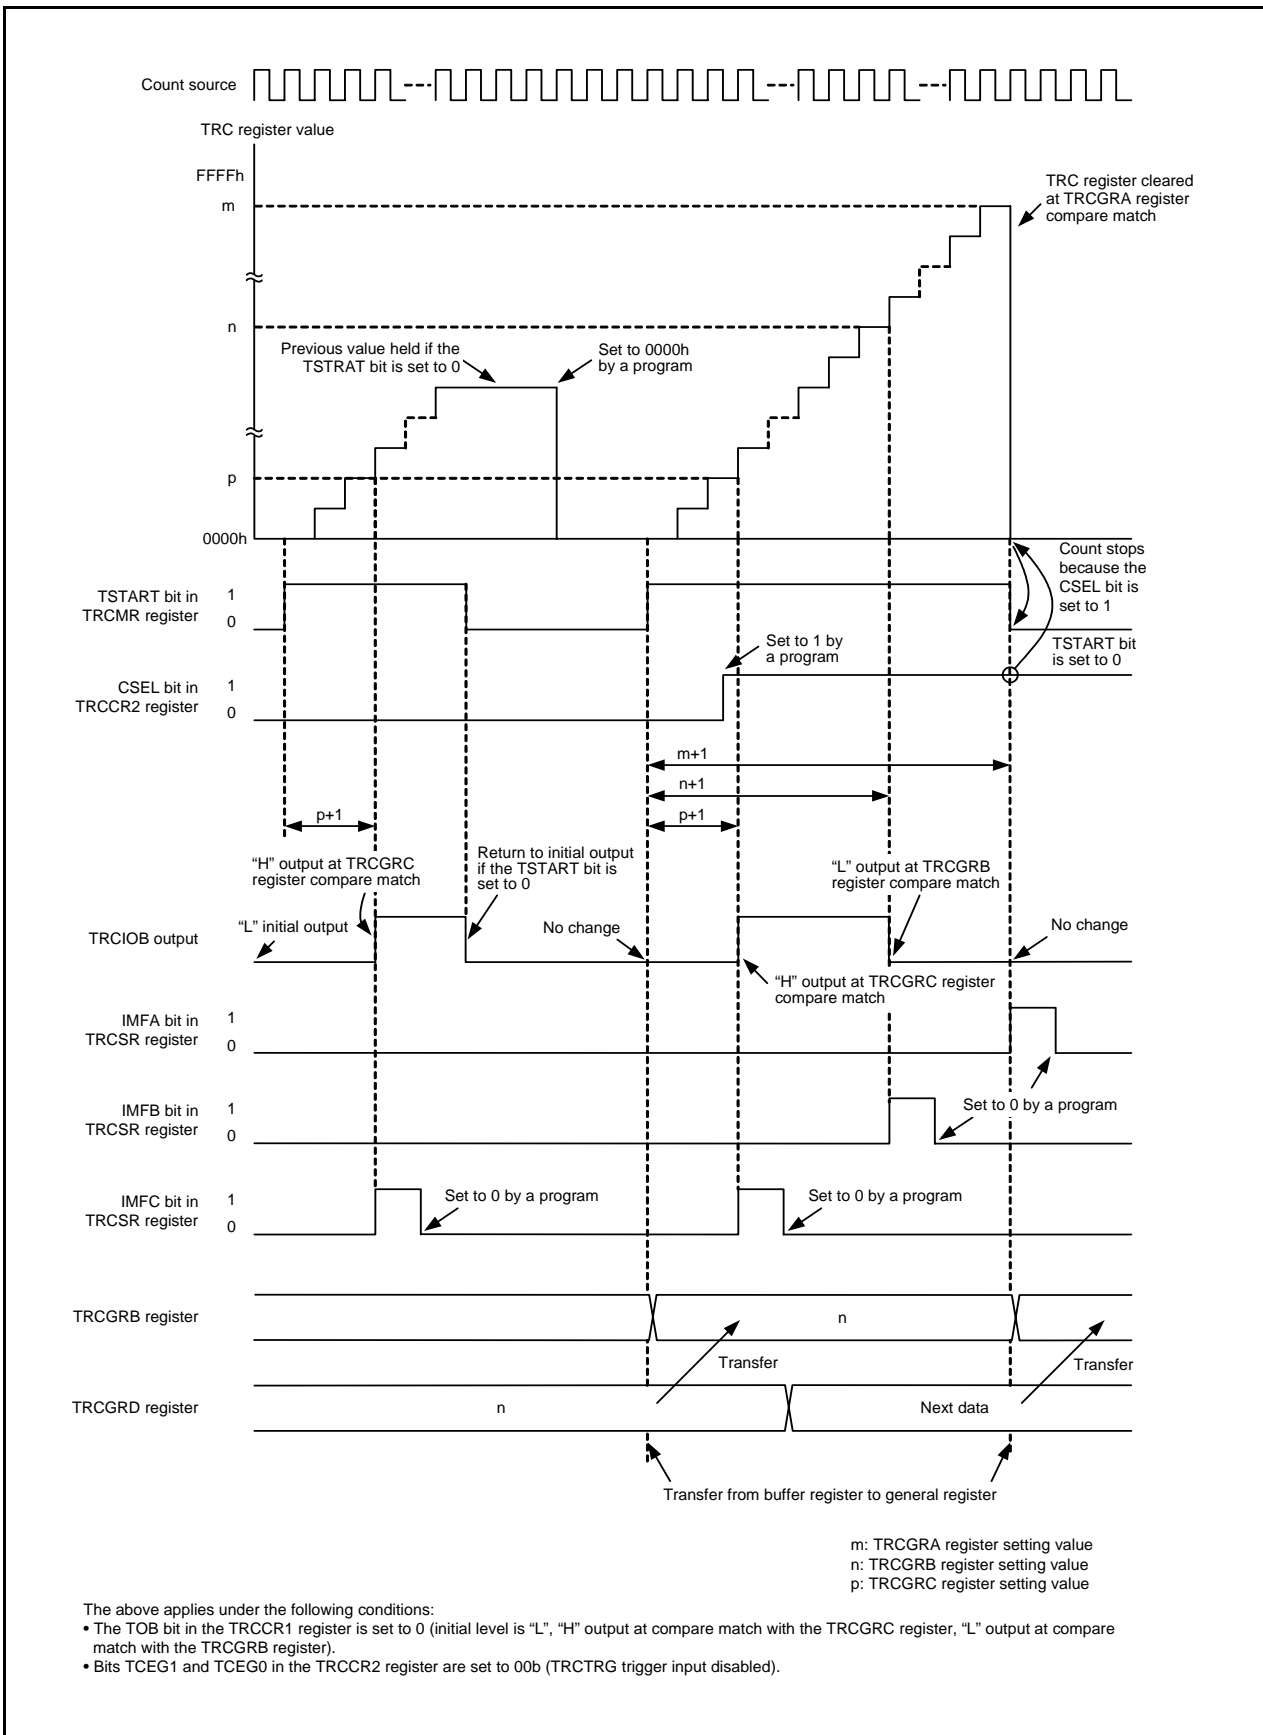 Count source
TRC register value
FFFFh
m
TRC register cleared
at TRCGRA register
compare match
n
Previous value held if the
TSTRAT bit is set to 0
Set to 0000h
by a program
p
0000h
Count stops
because the
CSEL bit is
set to 1
TSTART bit in
TRCMR register
1
0
TSTART bit
is set to 0
Set to 1 by
a program
CSEL bit in
TRCCR2 register
1
0
m+1
n+1
p+1
p+1
“H” output at TRCGRC
register compare match
Return to initial output
if the TSTART bit is
set to 0
“L” output at TRCGRB
register compare match
“L” initial output
No change
No change
TRCIOB output
“H” output at TRCGRC register
compare match
IMFA bit in
TRCSR register
1
0
IMFB bit in
TRCSR register
1
0
Set to 0 by a program
IMFC bit in
TRCSR register
1
0
Set to 0 by a program
Set to 0 by a program
TRCGRB register
n
Transfer
Transfer
TRCGRD register
n
Next data
Transfer from buffer register to general register
m: TRCGRA register setting value
n: TRCGRB register setting value
p: TRCGRC register setting value
The above applies under the following conditions:
• The TOB bit in the TRCCR1 register is set to 0 (initial level is “L”, “H” output at compare match with the TRCGRC register, “L” output at compare
match with the TRCGRB register).
• Bits TCEG1 and TCEG0 in the TRCCR2 register are set to 00b (TRCTRG trigger input disabled).